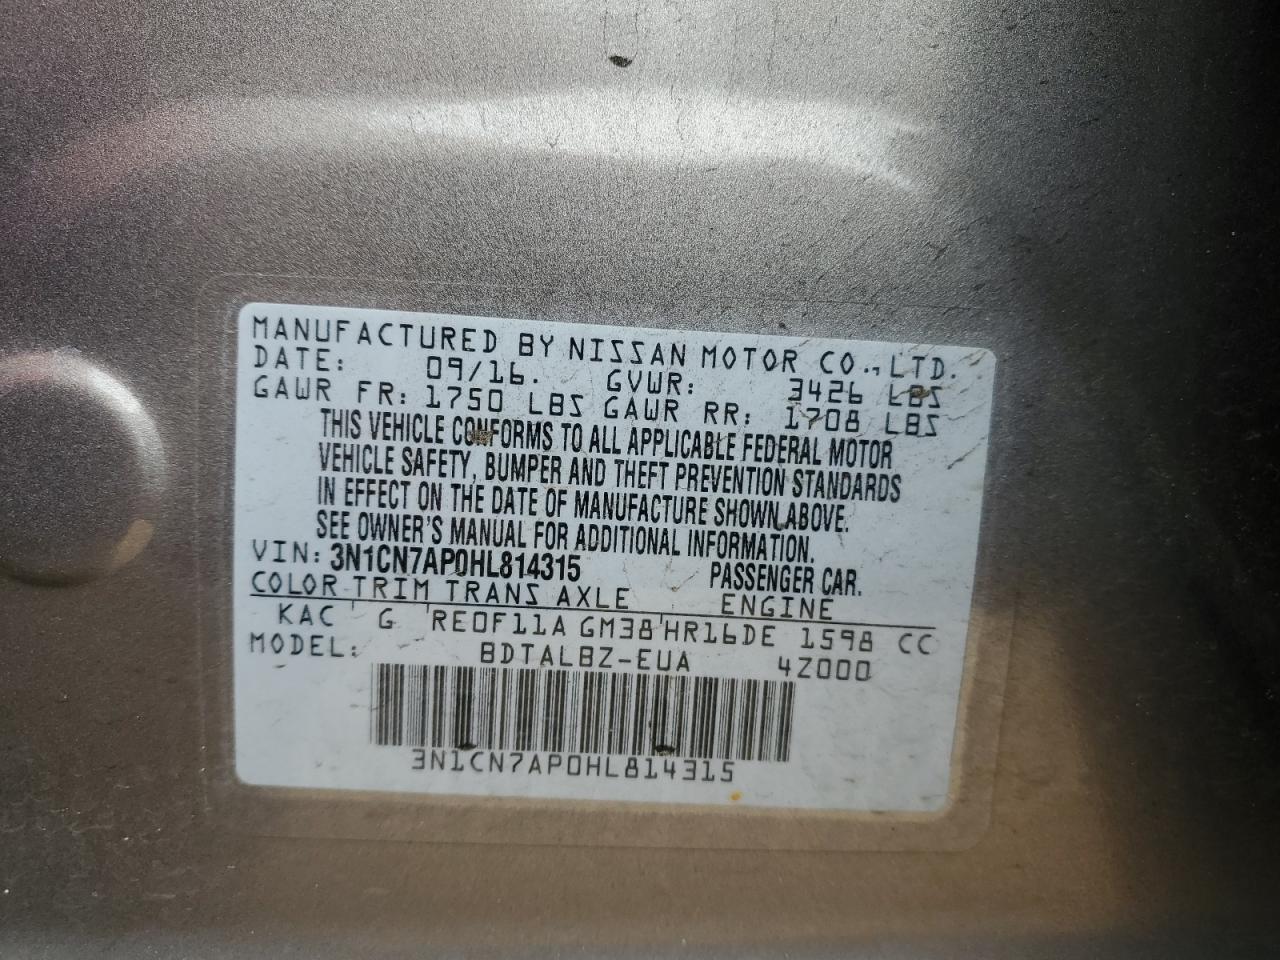 MANUFACTURED BY NISSAN MOTOR CO., LTD.
DATE: 09/16. GVWR: 3426 LBS
GAWR FR: 1750 LBS GAWR RR: 1708 LBS
THIS VEHICLE CONFORMS TO ALL APPLICABLE FEDERAL MOTOR
VEHICLE SAFETY, BUMPER AND THEFT PREVENTION STANDARDS
IN EFFECT ON THE DATE OF MANUFACTURE SHOWN ABOVE.
SEE OWNER'S MANUAL FOR ADDITIONAL INFORMATION.
VIN: 3N1CN7AP0HL814315 PASSENGER CAR.
COLOR TRIM TRANS AXLE ENGINE
KAC G RE0F11A GM38 HR16DE 1598 CC
MODEL: BDTALBZ-EUA 4Z000
3N1CN7AP0HL814315